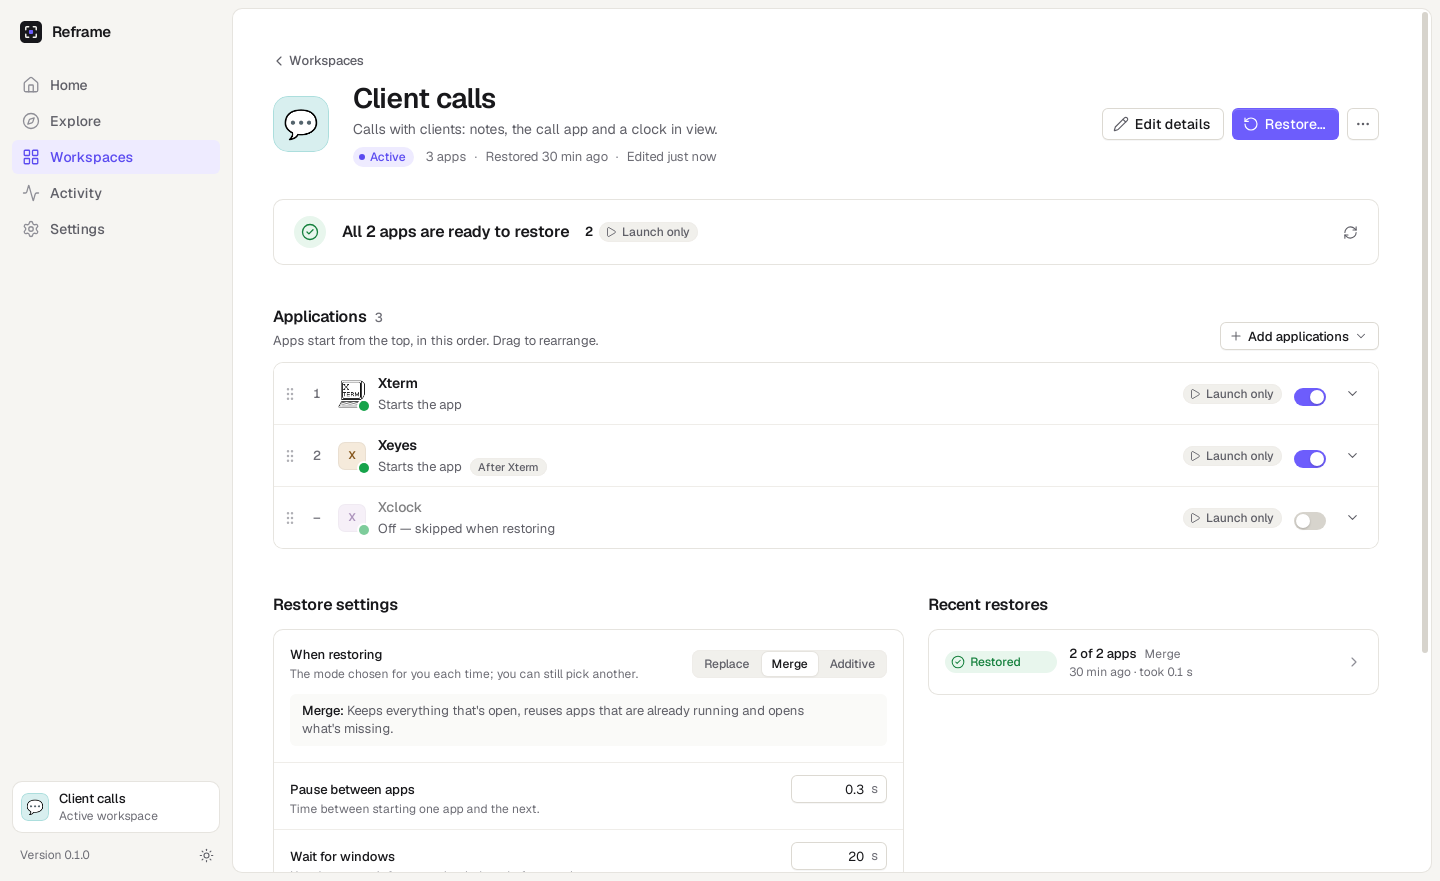 Reframe
Home
Explore
Workspaces
Activity
Settings
Client calls
Active workspace
Version 0.1.0
Workspaces
Client calls
Calls with clients: notes, the call app and a clock in view.
Active 3 apps · Restored 30 min ago · Edited just now
Edit details
Restore...
All 2 apps are ready to restore 2 Launch only
Applications 3
Apps start from the top, in this order. Drag to rearrange.
Add applications
1 Xterm
Starts the app
Launch only
2 X Xeyes
Starts the app After Xterm
Launch only
– X Xclock
Off — skipped when restoring
Launch only
Restore settings
When restoring
The mode chosen for you each time; you can still pick another.
Replace Merge Additive
Merge: Keeps everything that's open, reuses apps that are already running and opens
what's missing.
Pause between apps
Time between starting one app and the next.
0.3 s
Wait for windows
20 s
Recent restores
Restored
2 of 2 apps Merge
30 min ago · took 0.1 s